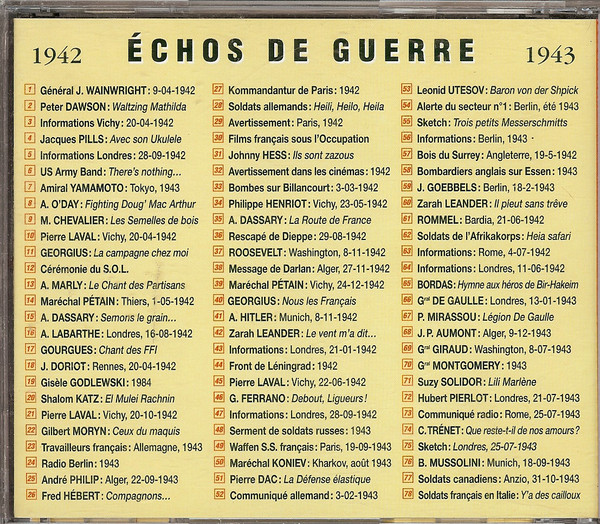 1942 ÉCHOS DE GUERRE 1943
1 Général J. WAINWRIGHT: 9-04-1942
2 Peter DAWSON: Waltzing Mathilda
3 Informations Vichy: 20-04-1942
4 Jacques PILLS: Avec son Ukulele
5 Informations Londres: 28-09-1942
6 US Army Band: There's nothing...
7 Amiral YAMAMOTO: Tokyo, 1943
8 A. O'DAY: Fighting Doug' Mac Arthur
9 M. CHEVALIER: Les Semelles de bois
10 Pierre LAVAL: Vichy, 20-04-1942
11 GEORGIUS: La campagne chez moi
12 Cérémonie du S.O.L.
13 A. MARLY: Le Chant des Partisans
14 Maréchal PÉTAIN: Thiers, 1-05-1942
15 A. DASSARY: Semons le grain...
16 A. LABARTHE: Londres, 16-08-1942
17 GOURGUES: Chant des FFI
18 J. DORIOT: Rennes, 20-04-1942
19 Gisèle GODLEWSKI: 1984
20 Shalom KATZ: El Mulei Rachnin
21 Pierre LAVAL: Vichy, 20-10-1942
22 Gilbert MORYN: Ceux du maquis
23 Travailleurs français: Allemagne, 1943
24 Radio Berlin: 1943
25 André PHILIP: Alger, 22-09-1943
26 Fred HÉBERT: Compagnons...
27 Kommandantur de Paris: 1942
28 Soldats allemands: Heili, Heilo, Heila
29 Avertissement: Paris, 1942
30 Films français sous l'Occupation
31 Johnny HESS: Ils sont zazous
32 Avertissement dans les cinémas: 1942
33 Bombes sur Billancourt: 3-03-1942
34 Philippe HENRIOT: Vichy, 23-05-1942
35 A. DASSARY: La Route de France
36 Rescapé de Dieppe: 29-08-1942
37 ROOSEVELT: Washington, 8-11-1942
38 Message de Darlan: Alger, 27-11-1942
39 Maréchal PÉTAIN: Vichy, 24-12-1942
40 GEORGIUS: Nous les Français
41 A. HITLER: Munich, 8-11-1942
42 Zarah LEANDER: Le vent m'a dit...
43 Informations: Londres, 21-01-1942
44 Front de Léningrad: 1942
45 Pierre LAVAL: Vichy, 22-06-1942
46 G. FERRANO: Debout, Ligueurs!
47 Informations: Londres, 28-09-1942
48 Serment de soldats russes: 1943
49 Waffen S.S. français: Paris, 19-09-1943
50 Maréchal KONIEV: Kharkov, août 1943
51 Pierre DAC: La Défense élastique
52 Communiqué allemand: 3-02-1943
53 Leonid UTESOV: Baron von der Shpick
54 Alerte du secteur n°1: Berlin, été 1943
55 Sketch: Trois petits Messerschmitts
56 Informations: Berlin, 1943
57 Bois du Surrey: Angleterre, 19-5-1942
58 Bombardiers anglais sur Essen: 1943
59 J. GOEBBELS: Berlin, 18-2-1943
60 Zarah LEANDER: Il pleut sans trêve
61 ROMMEL: Bardia, 21-06-1942
62 Soldats de l'Afrikakorps: Heia safari
63 Informations: Rome, 4-07-1942
64 Informations: Londres, 11-06-1942
65 BORDAS: Hymne aux héros de Bir-Hakeim
66 Gral DE GAULLE: Londres, 13-01-1943
67 P. MIRASSOU: Légion De Gaulle
68 J. P. AUMONT: Alger, 9-12-1943
69 Gral GIRAUD: Washington, 8-07-1943
70 Gral MONTGOMERY: 1943
71 Suzy SOLIDOR: Lili Marlène
72 Hubert PIERLOT: Londres, 21-07-1943
73 Communiqué radio: Rome, 25-07-1943
74 C. TRÉNET: Que reste-t-il de nos amours?
75 Sketch: Londres, 25-07-1943
76 B. MUSSOLINI: Munich, 18-09-1943
77 Soldats canadiens: Anzio, 31-10-1943
78 Soldats français en Italie: Y'a des cailloux